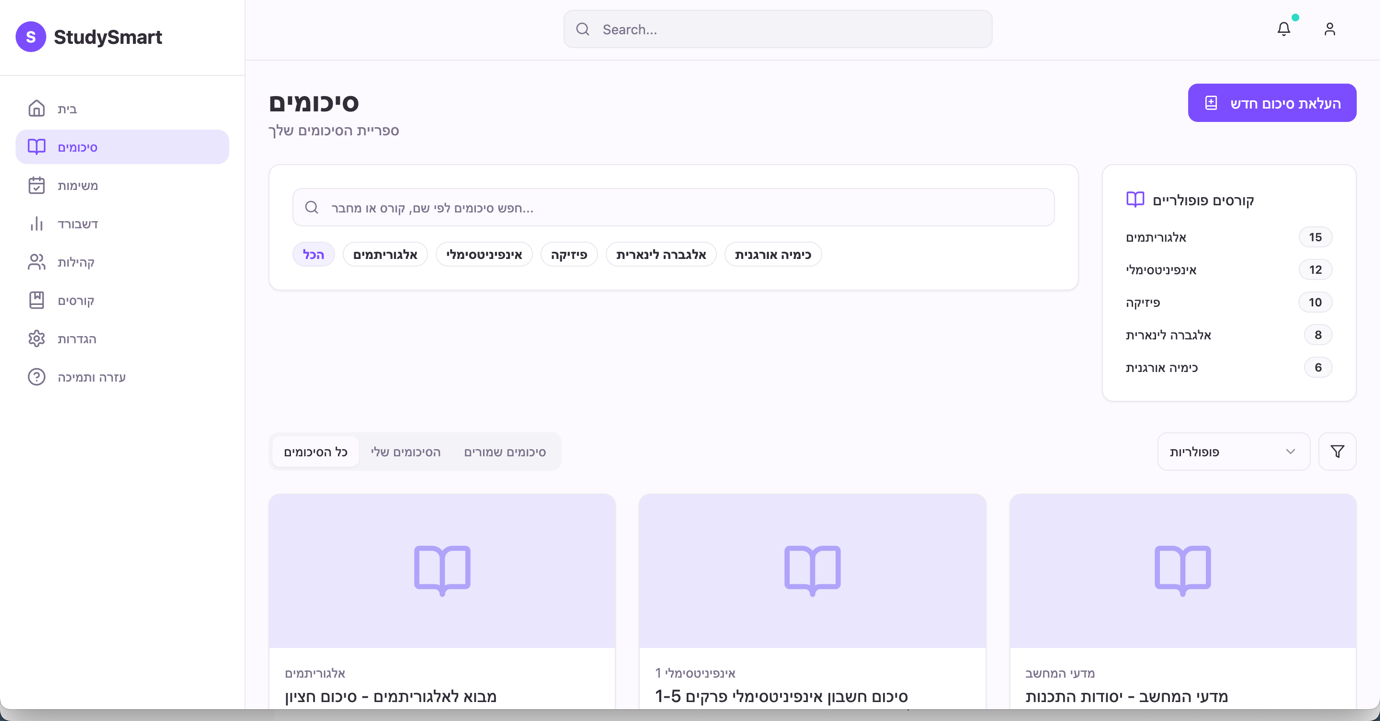 S StudySmart
Search...
בית
סיכומים
משימות
דשבורד
קהילות
קורסים
הגדרות
עזרה ותמיכה
סיכומים
ספריית הסיכומים שלך
העלאת סיכום חדש
חפש סיכומים לפי שם, קורס או מחבר...
הכל
אלגוריתמים
אינפיניטסימלי
פיזיקה
אלגברה לינארית
כימיה אורגנית
קורסים פופולריים
אלגוריתמים 15
אינפיניטסימלי 12
פיזיקה 10
אלגברה לינארית 8
כימיה אורגנית 6
כל הסיכומים
הסיכומים שלי
סיכומים שמורים
פופולריות
אלגוריתמים
מבוא לאלגוריתמים - סיכום חציון
אינפיניטסימלי 1
סיכום חשבון אינפיניטסימלי פרקים 1-5
מדעי המחשב
מדעי המחשב - יסודות התכנות